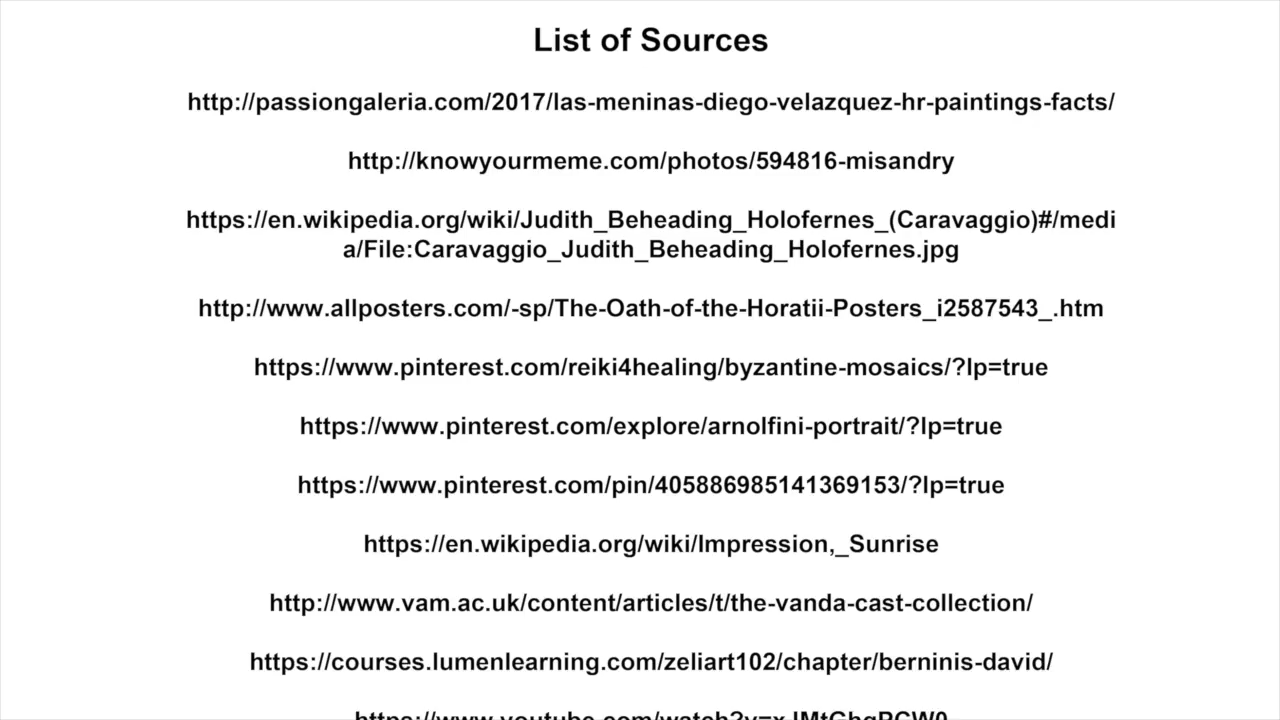 List of Sources
http://passiongaleria.com/2017/las-meninas-diego-velazquez-hr-paintings-facts/
http://knowyourmeme.com/photos/594816-misandry
https://en.wikipedia.org/wiki/Judith_Beheading_Holofernes_(Caravaggio)#/medi
a/File:Caravaggio_Judith_Beheading_Holofernes.jpg
http://www.allposters.com/-sp/The-Oath-of-the-Horatii-Posters_i2587543_.htm
https://www.pinterest.com/reiki4healing/byzantine-mosaics/?lp=true
https://www.pinterest.com/explore/arnolfini-portrait/?lp=true
https://www.pinterest.com/pin/405886985141369153/?lp=true
https://en.wikipedia.org/wiki/Impression,_Sunrise
http://www.vam.ac.uk/content/articles/t/the-vanda-cast-collection/
https://courses.lumenlearning.com/zeliart102/chapter/berninis-david/